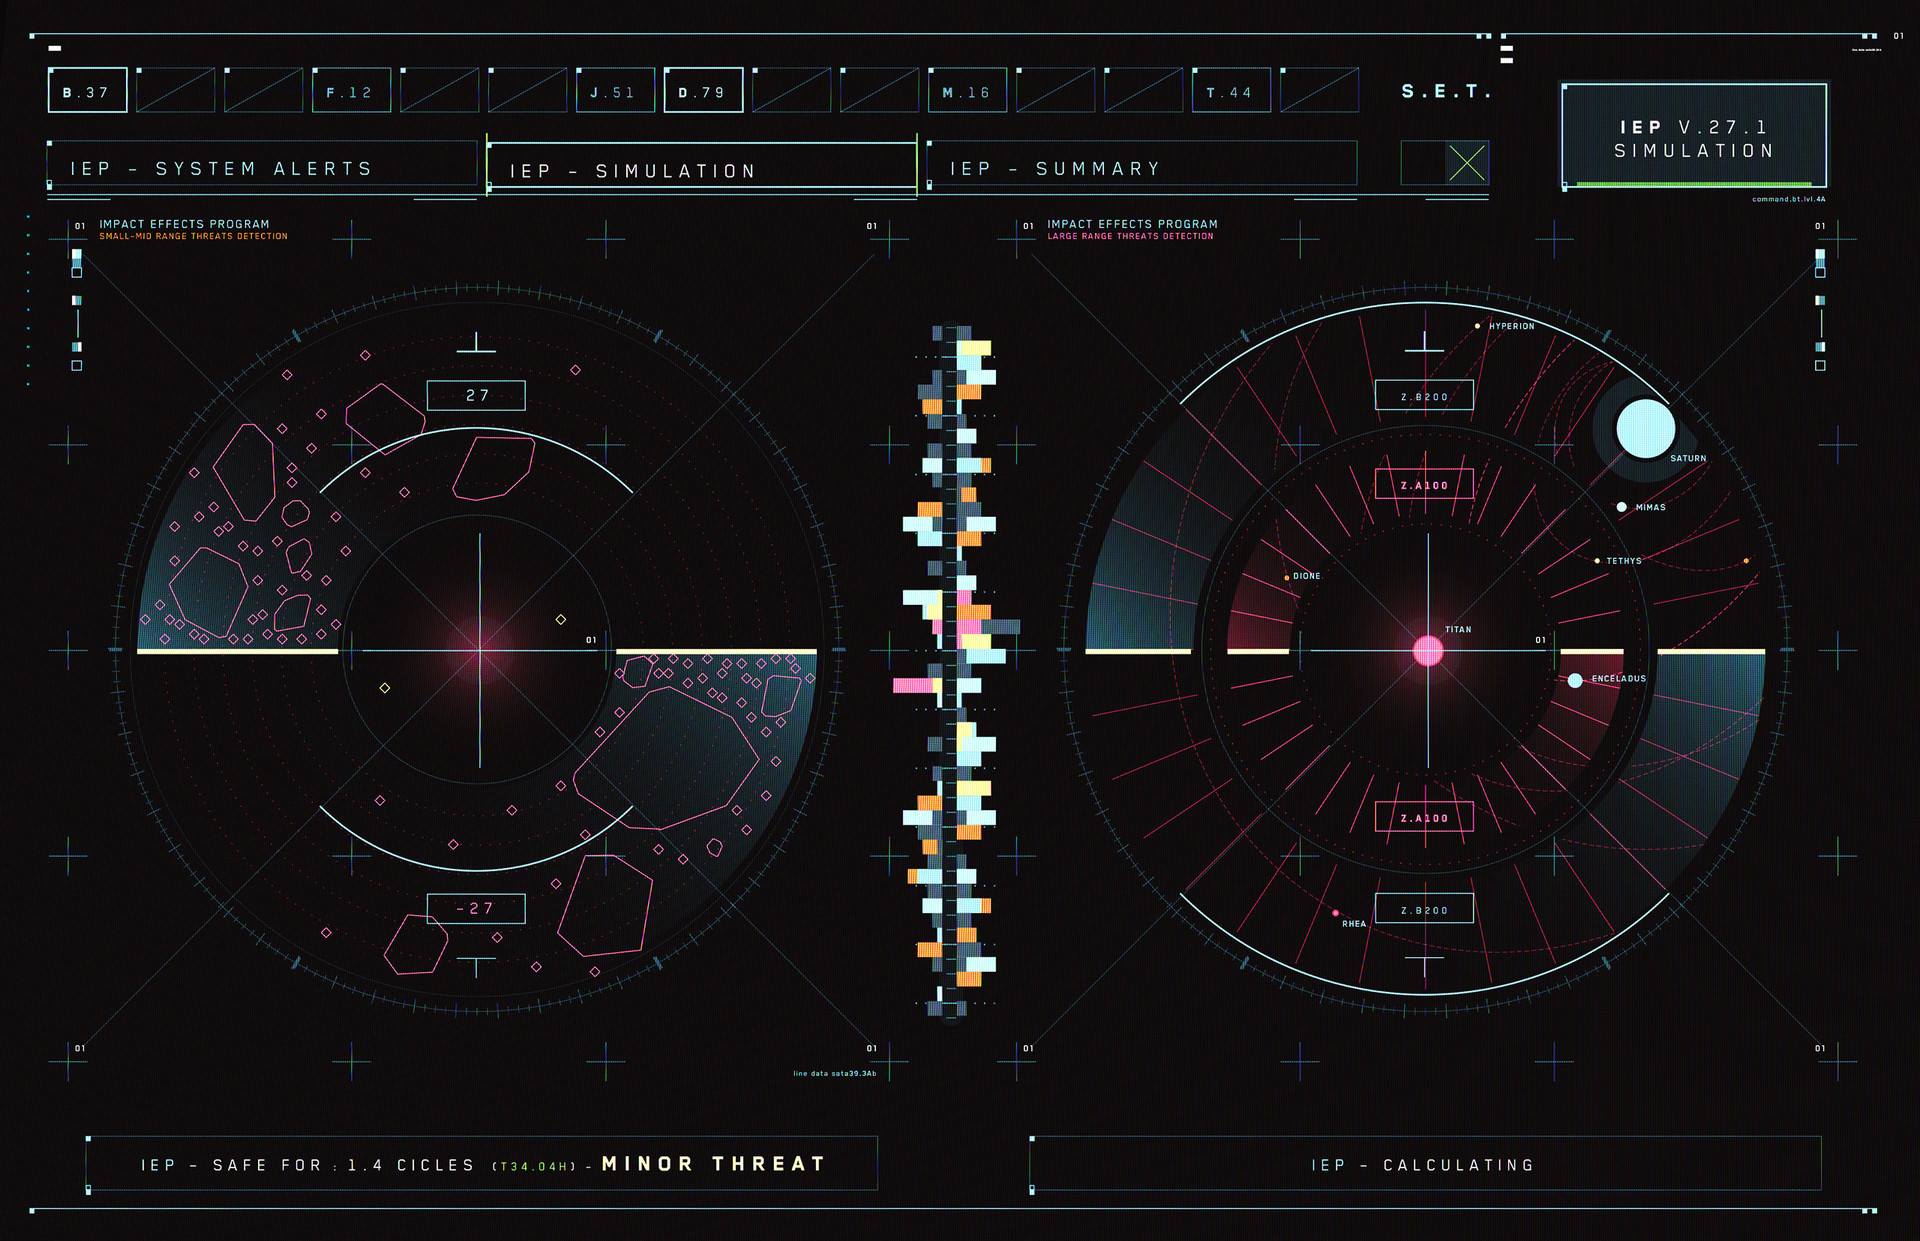 01
B.37
F.12
J.51
D.79
M.16
T.44
S.E.T.
IEP V.27.1
SIMULATION
IEP - SYSTEM ALERTS
IEP - SIMULATION
IEP - SUMMARY
command.bt.lvl.4A
01
IMPACT EFFECTS PROGRAM
SMALL-MID RANGE THREATS DETECTION
01
01
IMPACT EFFECTS PROGRAM
LARGE RANGE THREATS DETECTION
01
HYPERION
27
Z.B200
SATURN
Z.A100
MIMAS
TETHYS
DIONE
TITAN
01
01
ENCELADUS
Z.A100
-27
Z.B200
RHEA
01
01
01
01
line data sata39.3Ab
IEP - SAFE FOR : 1.4 CICLES (T34.04H) - MINOR THREAT
IEP - CALCULATING